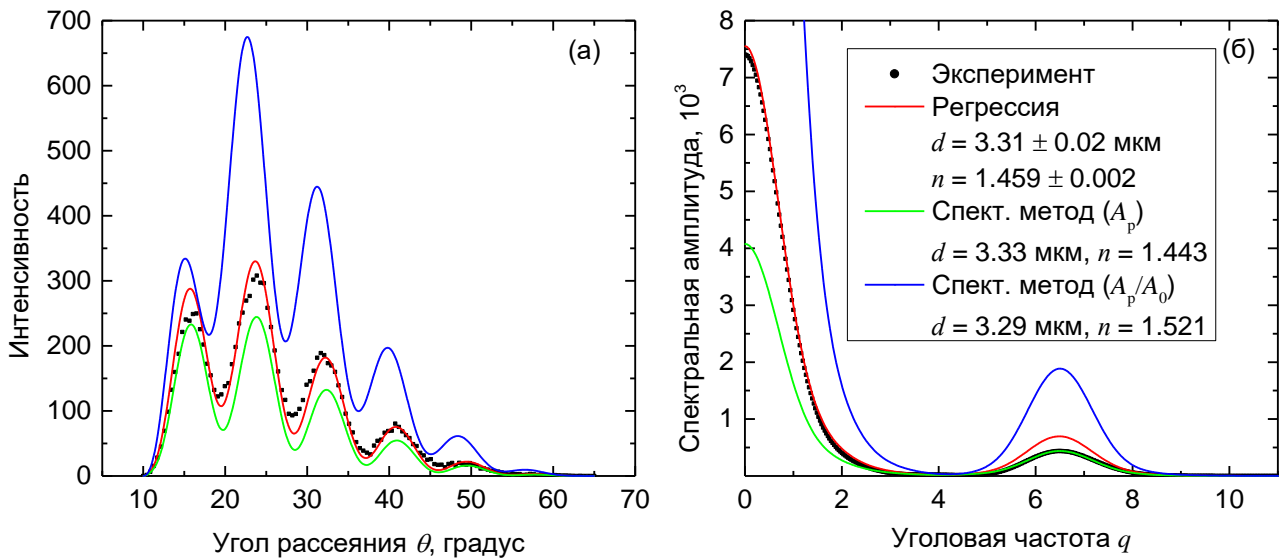 (а)
700
600
500
400
300
200
100
0
Интенсивность
10 20 30 40 50 60 70
Угол рассеяния θ, градус
(б)
8
7
6
5
4
3
2
1
Спектральная амплитуда, 10³
0 2 4 6 8 10
Угловая частота q
Эксперимент
Регрессия
d = 3.31 ± 0.02 мкм
n = 1.459 ± 0.002
Спект. метод (Aₚ)
d = 3.33 мкм, n = 1.443
Спект. метод (Aₚ/A₀)
d = 3.29 мкм, n = 1.521